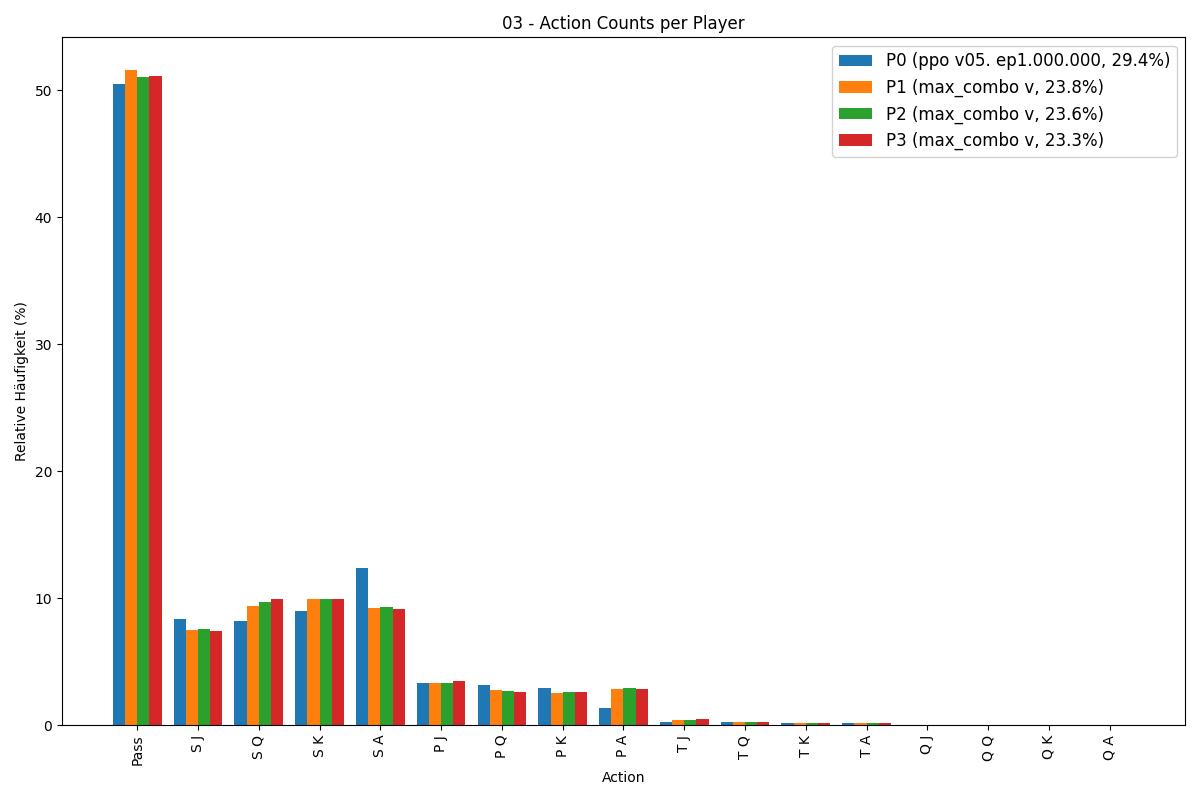 03 - Action Counts per Player
P0 (ppo v05. ep1.000.000, 29.4%)
P1 (max_combo v, 23.8%)
P2 (max_combo v, 23.6%)
P3 (max_combo v, 23.3%)
Relative Häufigkeit (%)
50
40
30
20
10
0
Pass
S J
S Q
S K
S A
P J
P Q
P K
P A
T J
T Q
T K
T A
Q J
Q Q
Q K
Q A
Action